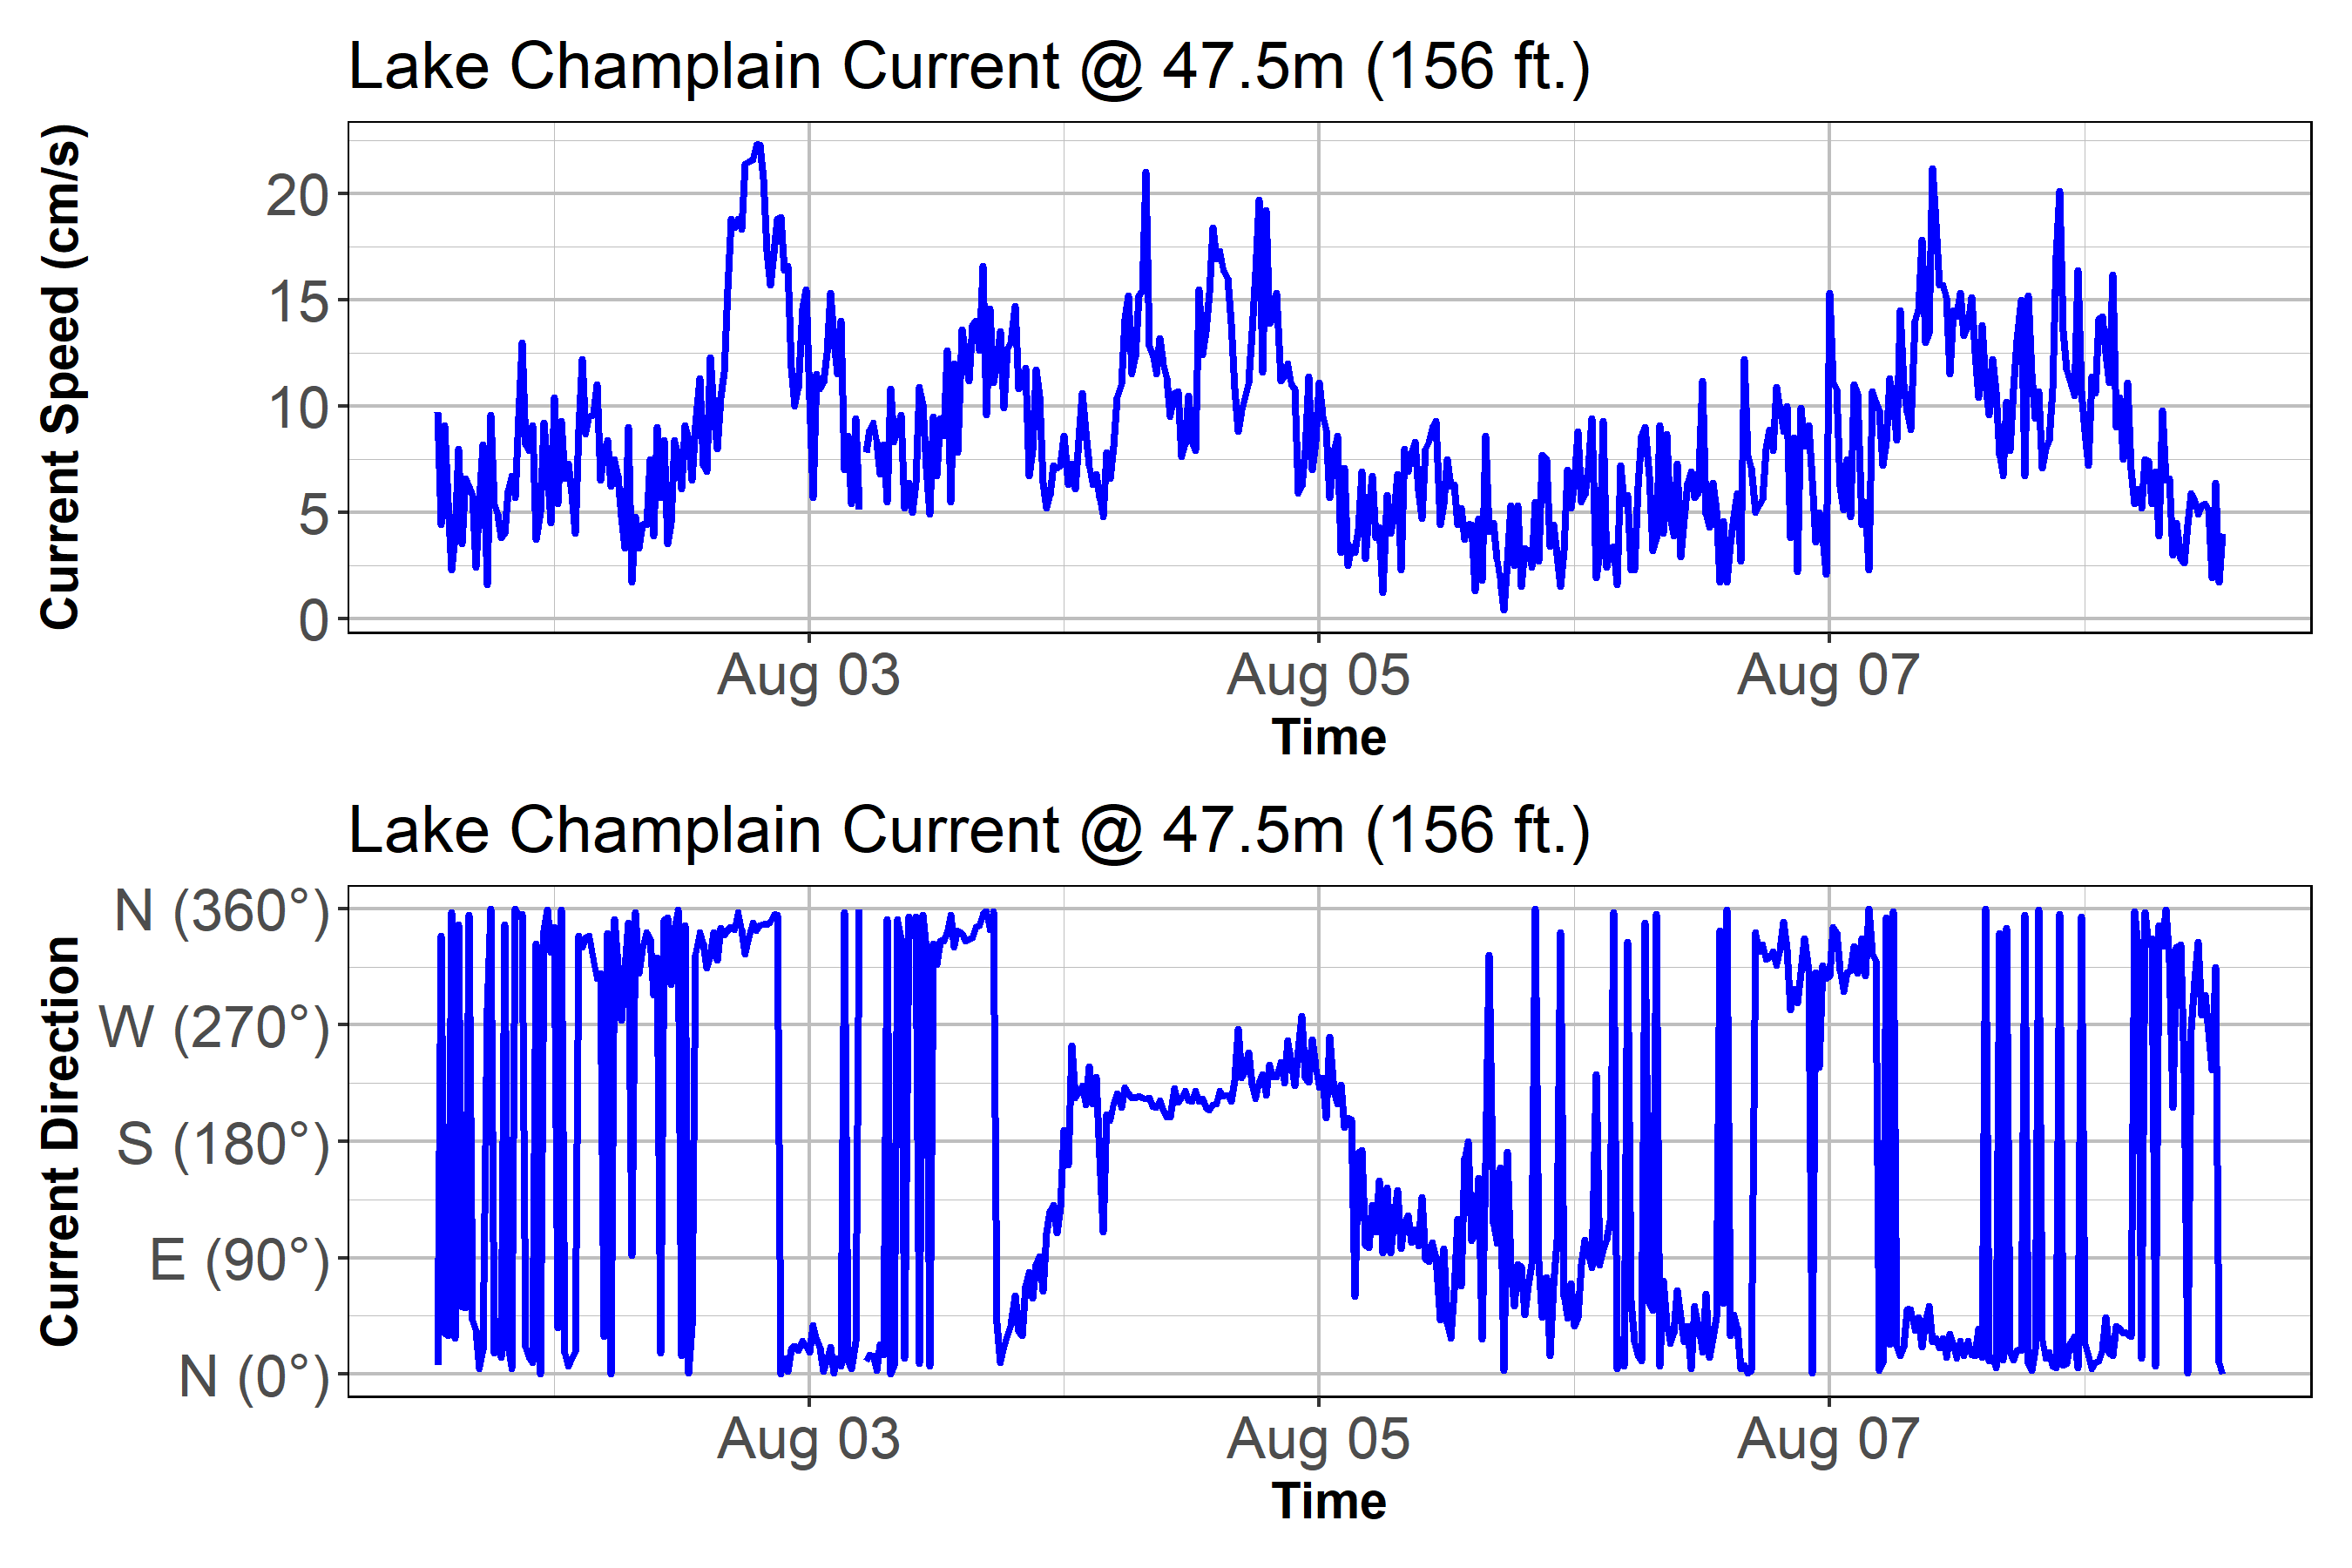 Lake Champlain Current @ 47.5m (156 ft.)
Current Speed (cm/s)
20
15
10
5
0
Aug 03 Aug 05 Aug 07
Time
Lake Champlain Current @ 47.5m (156 ft.)
Current Direction
N (360°)
W (270°)
S (180°)
E (90°)
N (0°)
Aug 03 Aug 05 Aug 07
Time